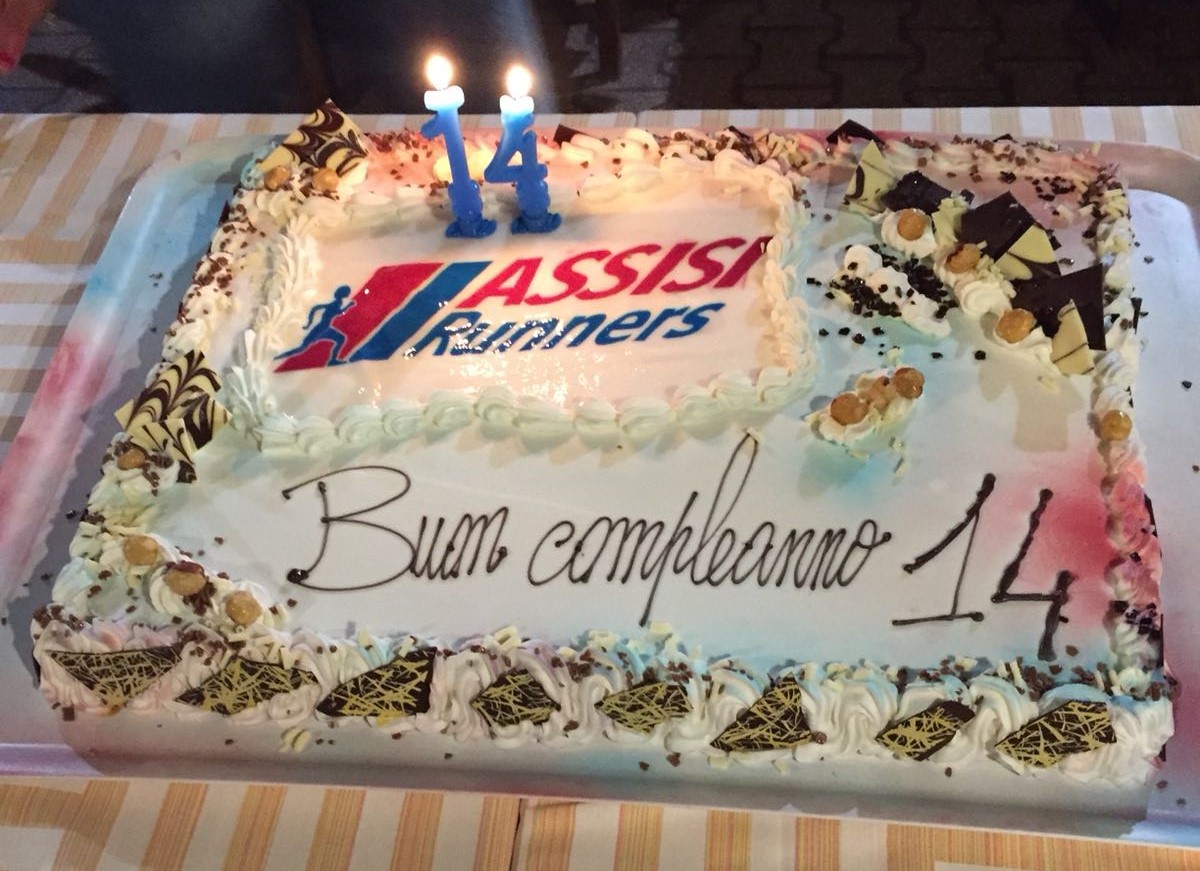 14
ASSISI
Runners
Buon compleanno 14